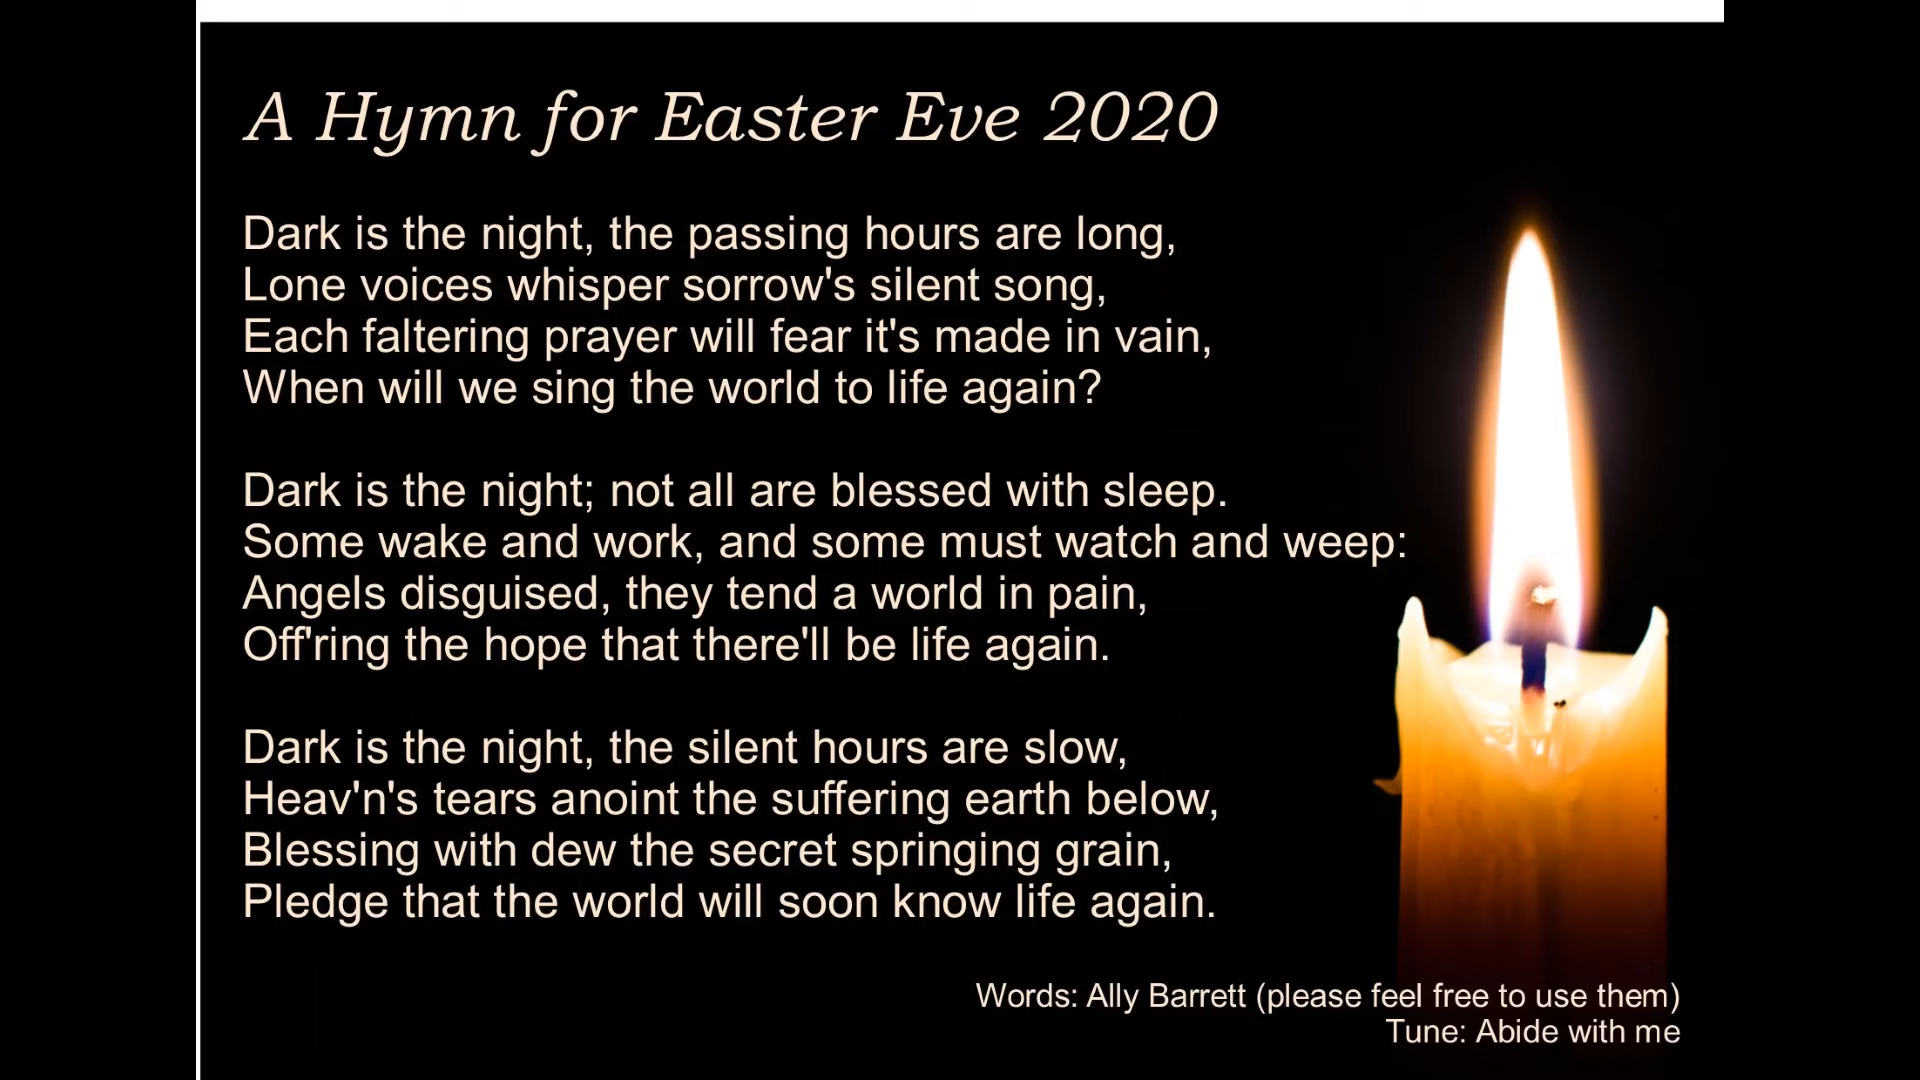 A Hymn for Easter Eve 2020
Dark is the night, the passing hours are long,
Lone voices whisper sorrow's silent song,
Each faltering prayer will fear it's made in vain,
When will we sing the world to life again?
Dark is the night; not all are blessed with sleep.
Some wake and work, and some must watch and weep:
Angels disguised, they tend a world in pain,
Off'ring the hope that there'll be life again.
Dark is the night, the silent hours are slow,
Heav'n's tears anoint the suffering earth below,
Blessing with dew the secret springing grain,
Pledge that the world will soon know life again.
Words: Ally Barrett (please feel free to use them)
Tune: Abide with me